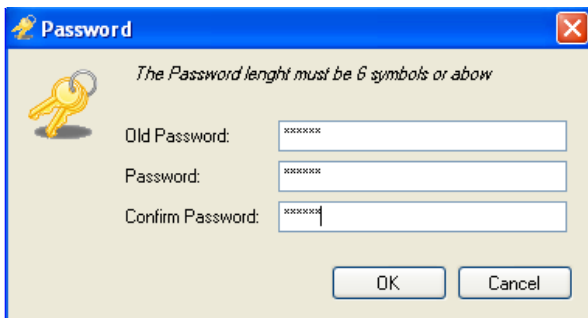 Password
The Password lenght must be 6 symbols or abow
Old Password: ××××××
Password: ××××××
Confirm Password: ××××××
OK Cancel